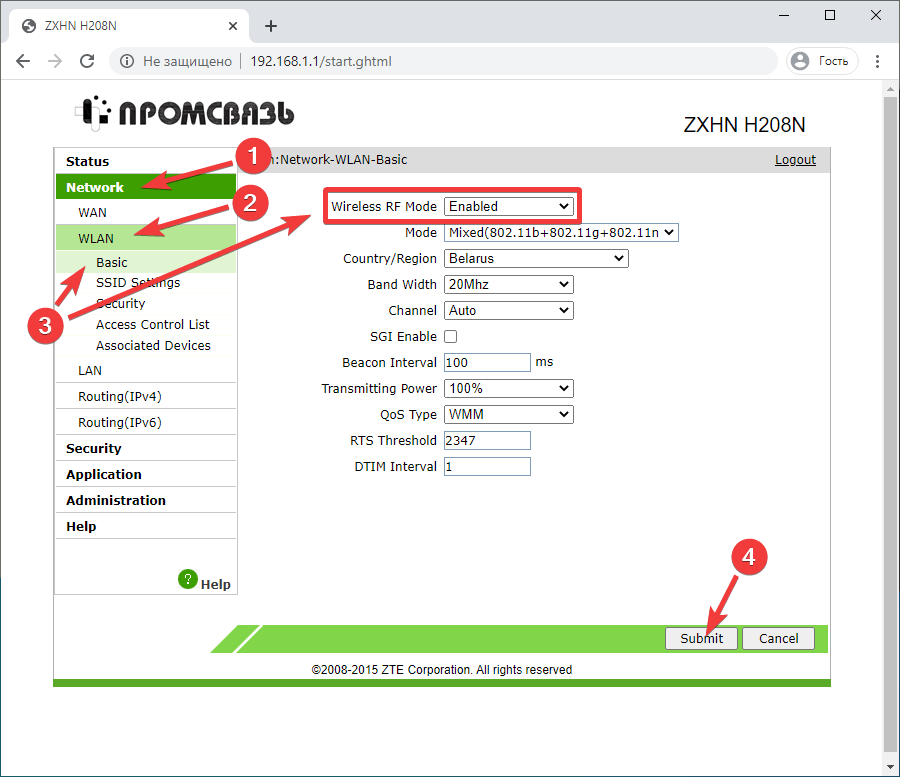 ZXHN H208N
Не защищено 192.168.1.1/start.ghtml Гость
ПРОМСВЯЗЬ
ZXHN H208N
:Network-WLAN-Basic Logout
Status
Network
WAN
WLAN
Basic
SSID Settings
Security
Access Control List
Associated Devices
LAN
Routing(IPv4)
Routing(IPv6)
Security
Application
Administration
Help
Help
1
2
3
Wireless RF Mode Enabled
Mode Mixed(802.11b+802.11g+802.11n
Country/Region Belarus
Band Width 20Mhz
Channel Auto
SGI Enable
Beacon Interval 100 ms
Transmitting Power 100%
QoS Type WMM
RTS Threshold 2347
DTIM Interval 1
4
Submit Cancel
©2008-2015 ZTE Corporation. All rights reserved